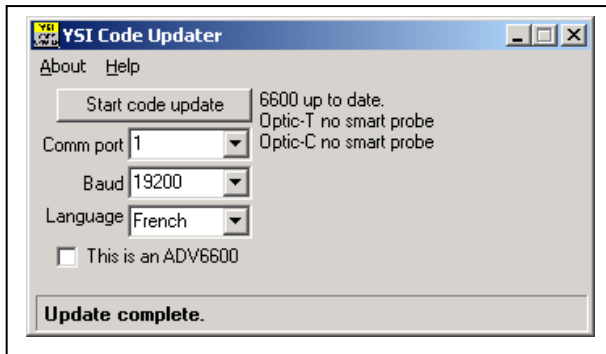 YSI Code Updater
About Help
Start code update
6600 up to date.
Optic-T no smart probe
Optic-C no smart probe
Comm port 1
Baud 19200
Language French
This is an ADV6600
Update complete.